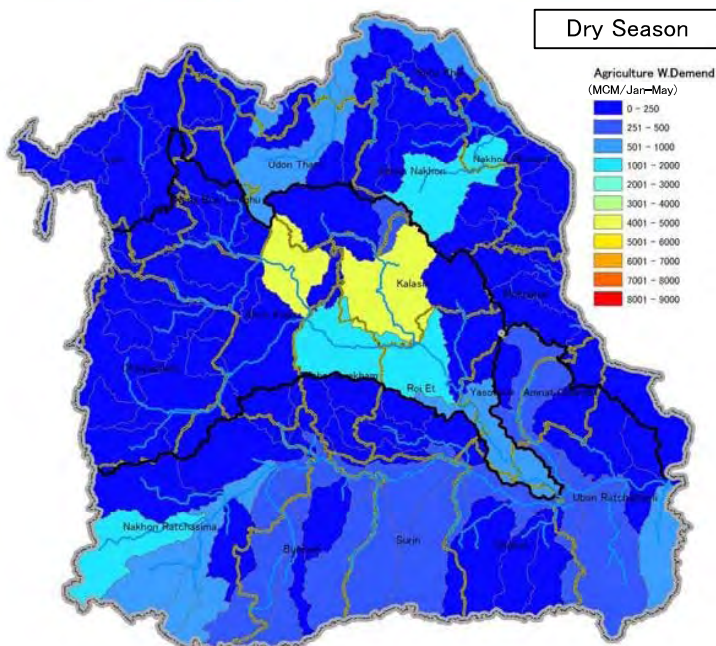 Dry Season
Agriculture W.Demend
(MCM/Jan-May)
0 - 250
251 - 500
501 - 1000
1001 - 2000
2001 - 3000
3001 - 4000
4001 - 5000
5001 - 6000
6001 - 7000
7001 - 8000
8001 - 9000
Udon Thani
Nakhon
Kalasin
Roi Et
Yasothon
Ubon Ratchathani
Nakhon Ratchasima
Buriram
Surin